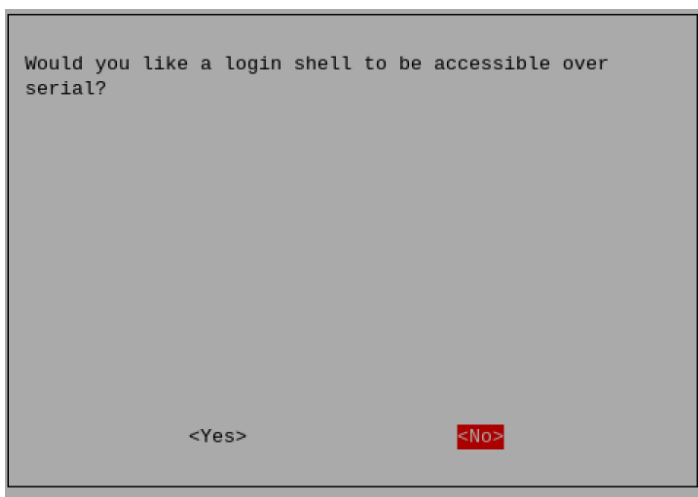 Would you like a login shell to be accessible over
serial?
<Yes> <No>